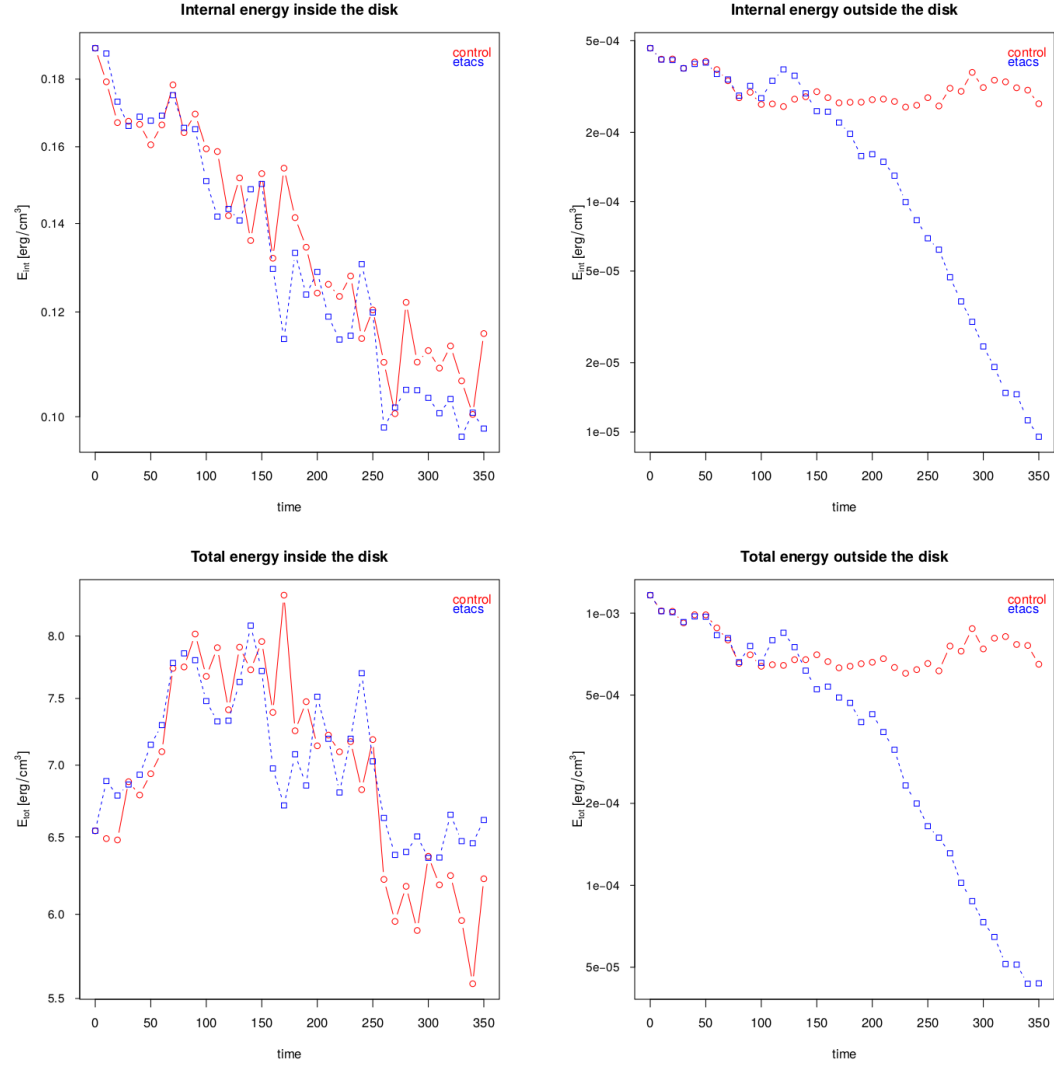 Internal energy inside the disk
control
etacs
0.18
0.16
0.14
0.12
0.10
E_int [erg/cm^3]
0 50 100 150 200 250 300 350
time
Internal energy outside the disk
control
etacs
5e-04
2e-04
1e-04
5e-05
2e-05
1e-05
E_int [erg/cm^3]
0 50 100 150 200 250 300 350
time
Total energy inside the disk
control
etacs
8.0
7.5
7.0
6.5
6.0
5.5
E_tot [erg/cm^3]
0 50 100 150 200 250 300 350
time
Total energy outside the disk
control
etacs
1e-03
5e-04
2e-04
1e-04
5e-05
E_tot [erg/cm^3]
0 50 100 150 200 250 300 350
time